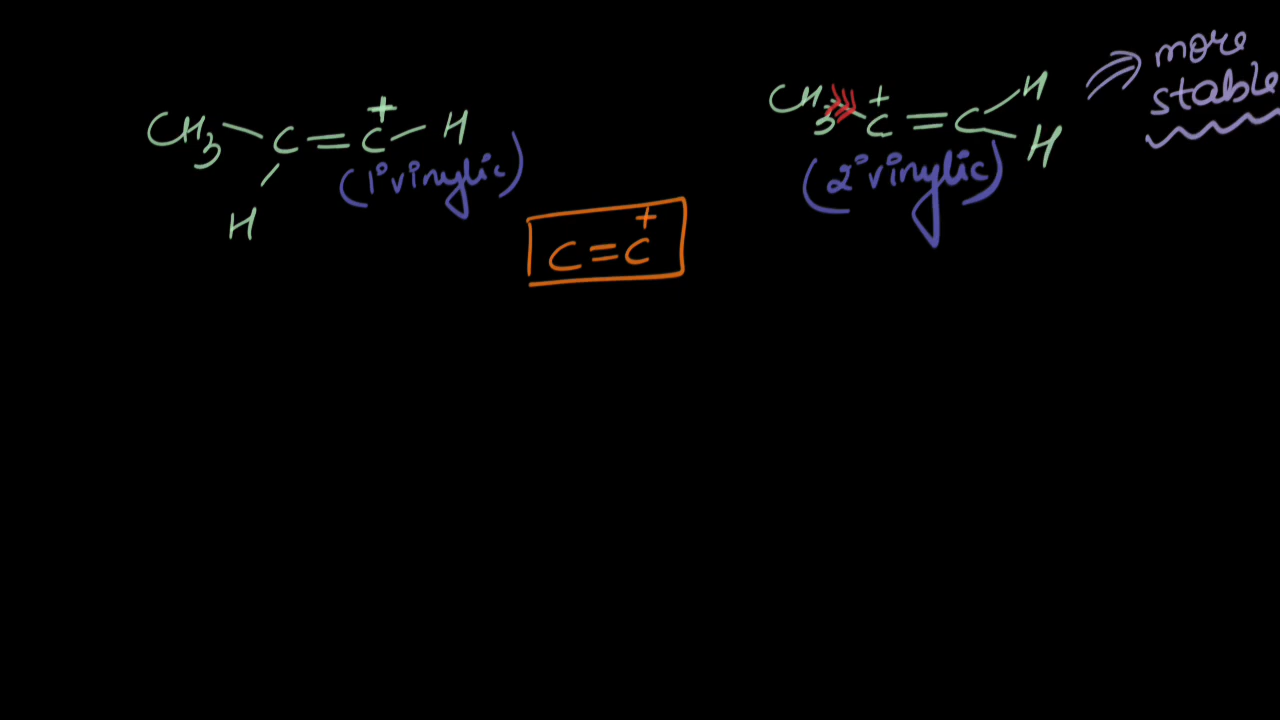 CH₃ - C = C⁺ - H
H
(1° vinylic)
CH₃ - C⁺ = C
H
H
(2° vinylic)
more
stable
C = C⁺